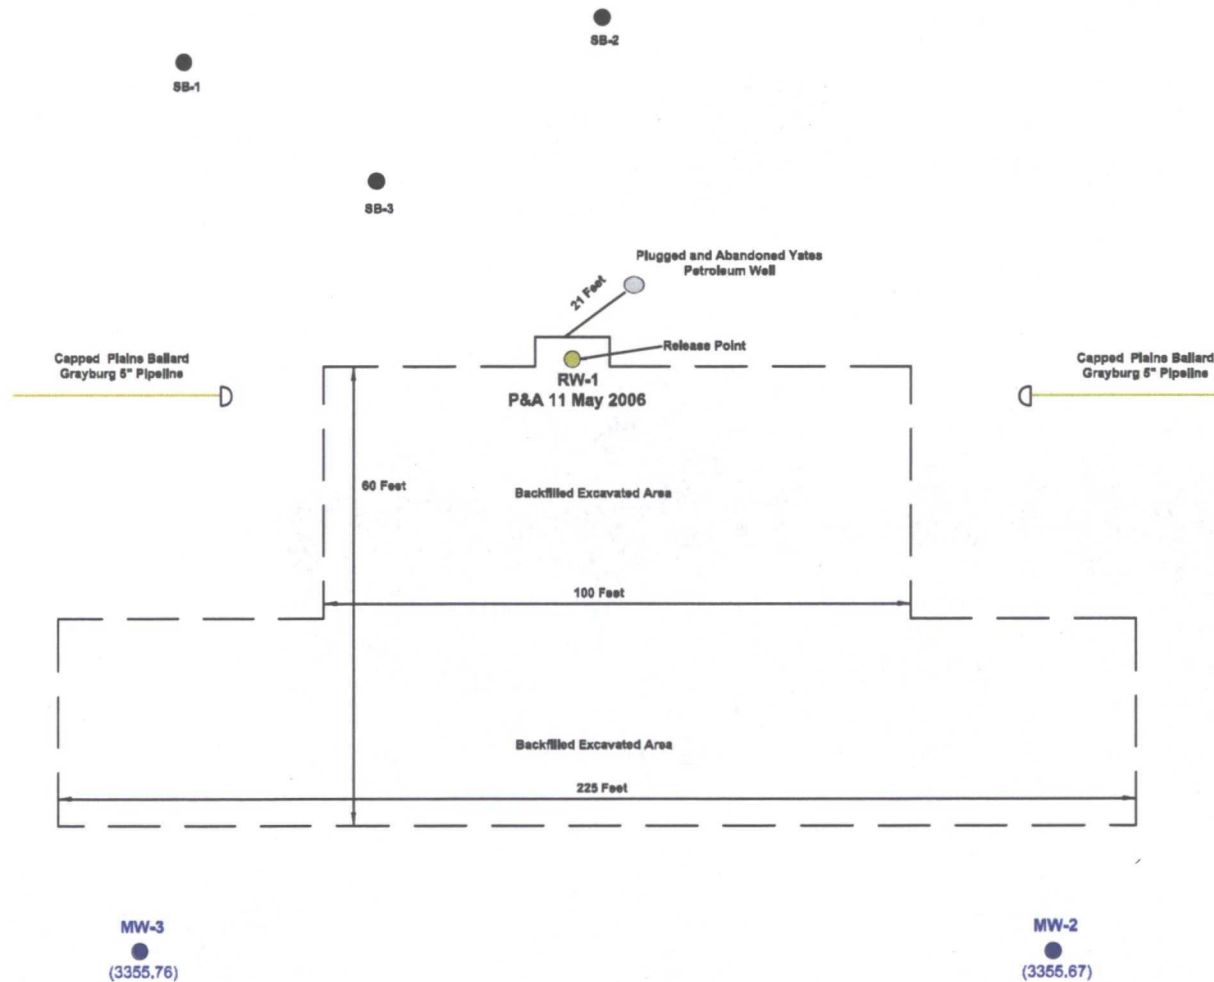 SB-2
SB-1
SB-3
Plugged and Abandoned Yates
Petroleum Well
21 Feet
Release Point
Capped Plains Ballard
Grayburg 5" Pipeline
Capped Plains Ballard
Grayburg 5" Pipeline
RW-1
P&A 11 May 2006
60 Feet
Backfilled Excavated Area
100 Feet
Backfilled Excavated Area
225 Feet
MW-3
(3355.76)
MW-2
(3355.67)